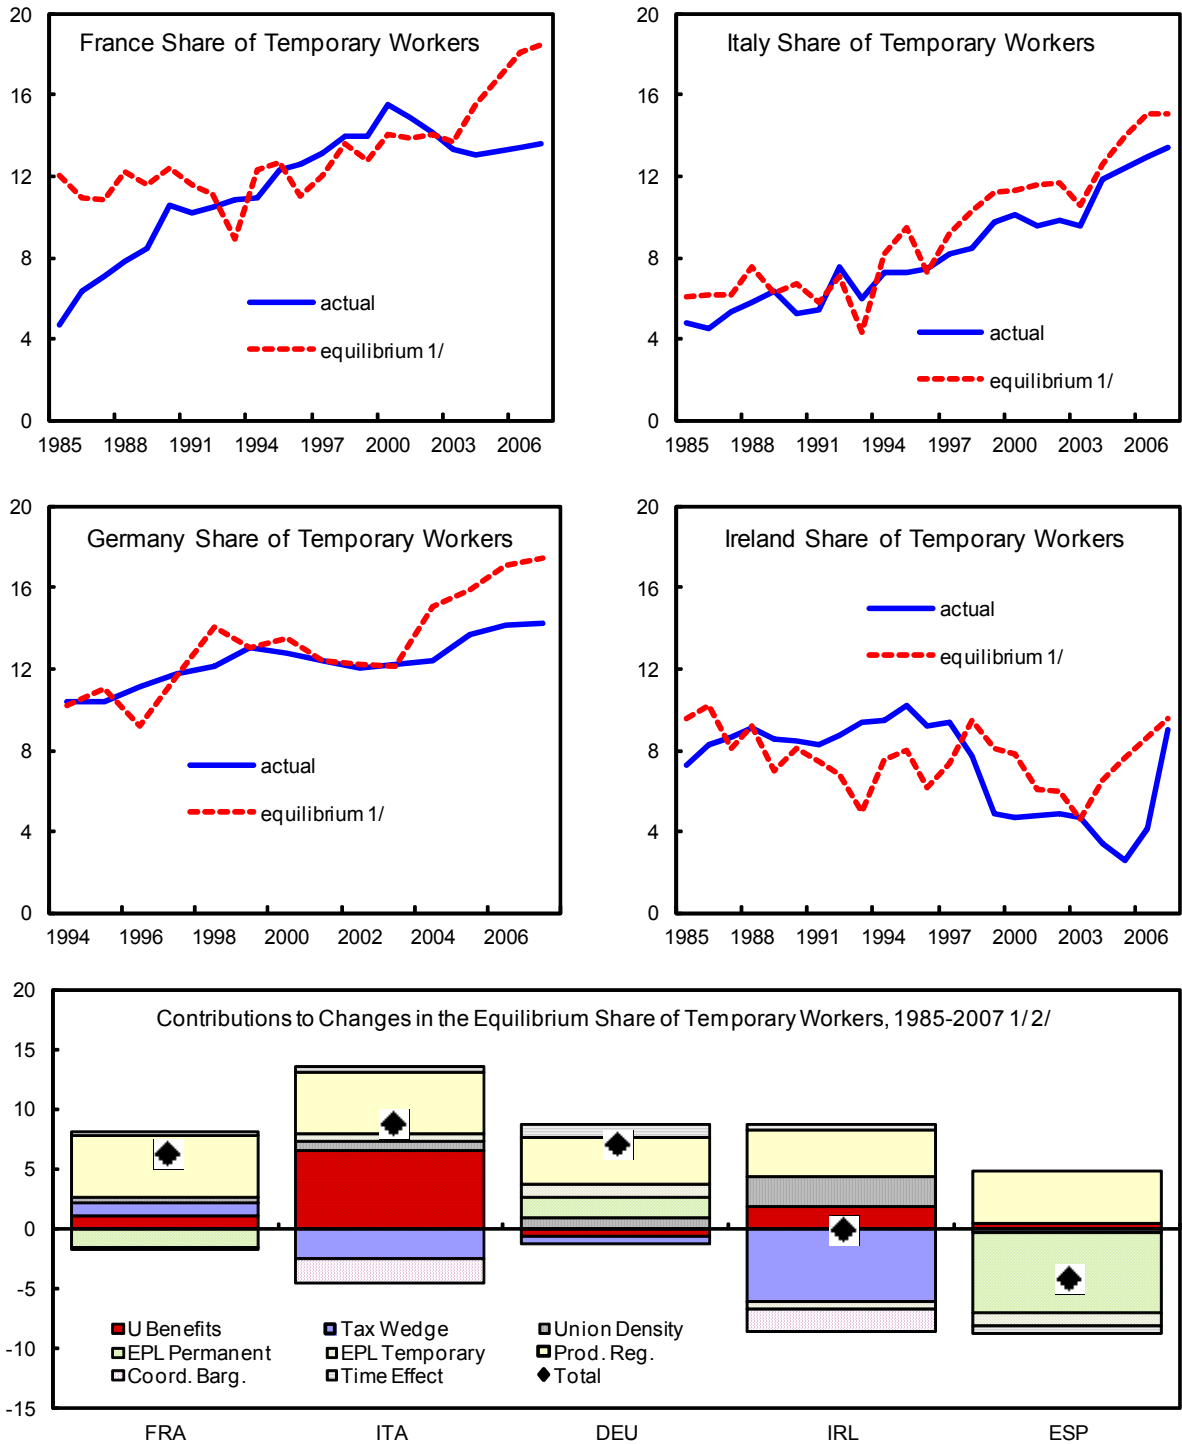 France Share of Temporary Workers
20
16
12
8
4
0
actual
equilibrium 1/
1985 1988 1991 1994 1997 2000 2003 2006
Italy Share of Temporary Workers
20
16
12
8
4
0
actual
equilibrium 1/
1985 1988 1991 1994 1997 2000 2003 2006
Germany Share of Temporary Workers
20
16
12
8
4
0
actual
equilibrium 1/
1994 1996 1998 2000 2002 2004 2006
Ireland Share of Temporary Workers
20
16
12
8
4
0
actual
equilibrium 1/
1985 1988 1991 1994 1997 2000 2003 2006
Contributions to Changes in the Equilibrium Share of Temporary Workers, 1985-2007 1/ 2/
20
15
10
5
0
-5
-10
-15
U Benefits Tax Wedge Union Density
EPL Permanent EPL Temporary Prod. Reg.
Coord. Barg. Time Effect Total
FRA ITA DEU IRL ESP